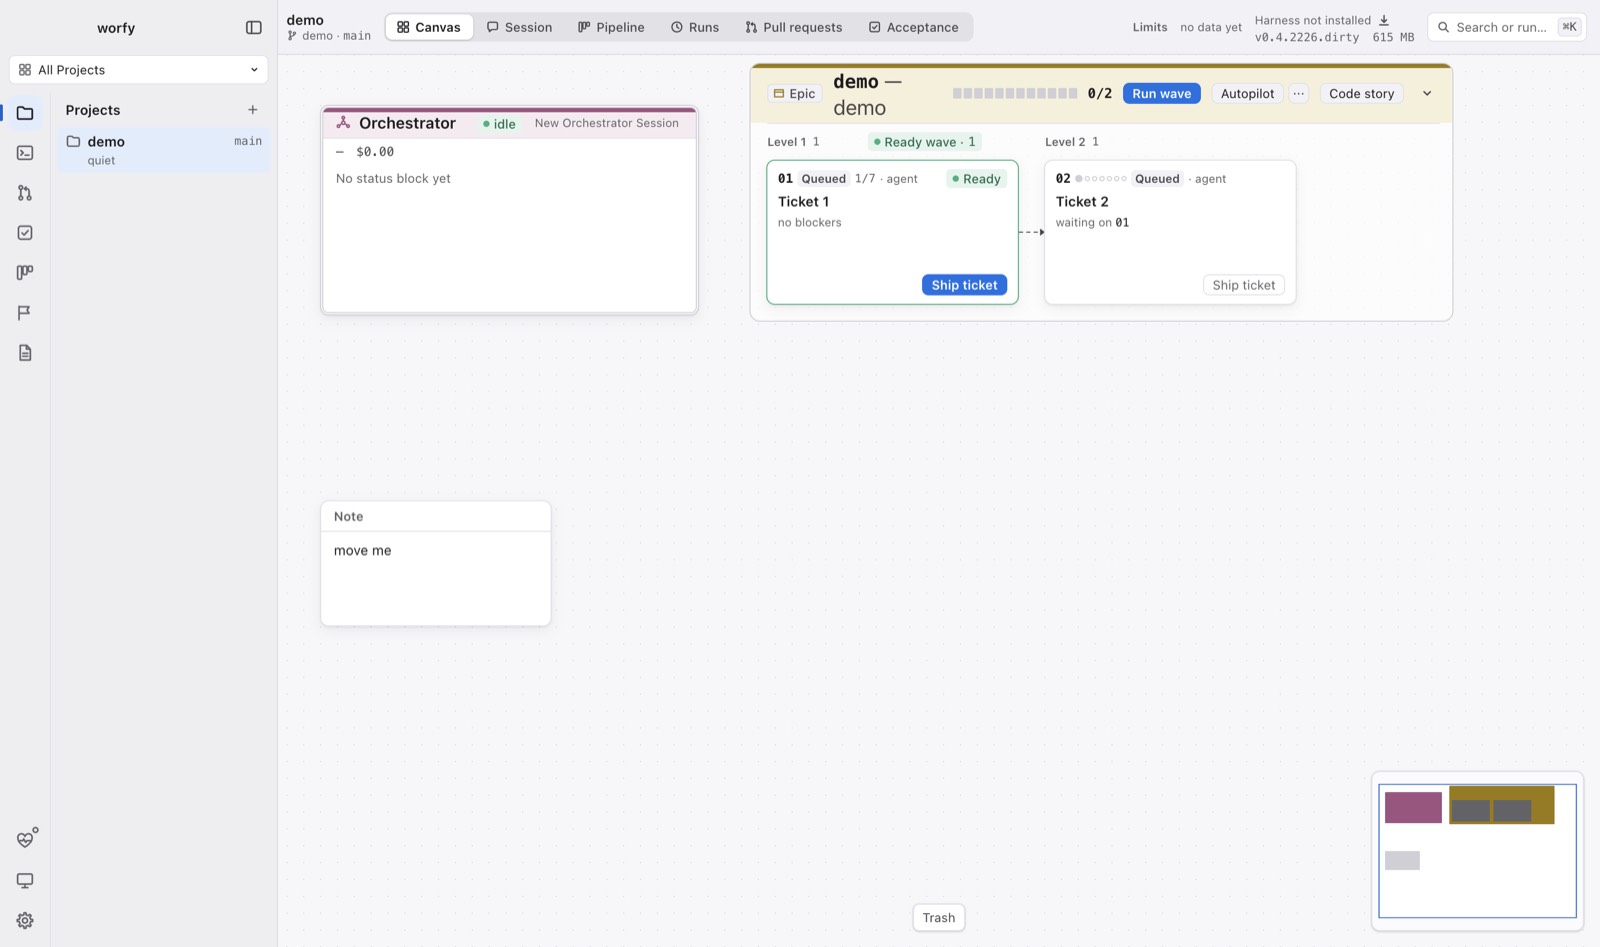 worfy
All Projects
Projects
demo main
quiet
demo
demo · main
Canvas
Session
Pipeline
Runs
Pull requests
Acceptance
Limits no data yet
Harness not installed
v0.4.2226.dirty 615 MB
Search or run... ⌘K
Orchestrator idle New Orchestrator Session
— $0.00
No status block yet
Epic
demo —
demo
0/2
Run wave
Autopilot
...
Code story
Level 1 1
Ready wave · 1
Level 2 1
01 Queued 1/7 · agent Ready
Ticket 1
no blockers
Ship ticket
02 Queued · agent
Ticket 2
waiting on 01
Ship ticket
Note
move me
Trash